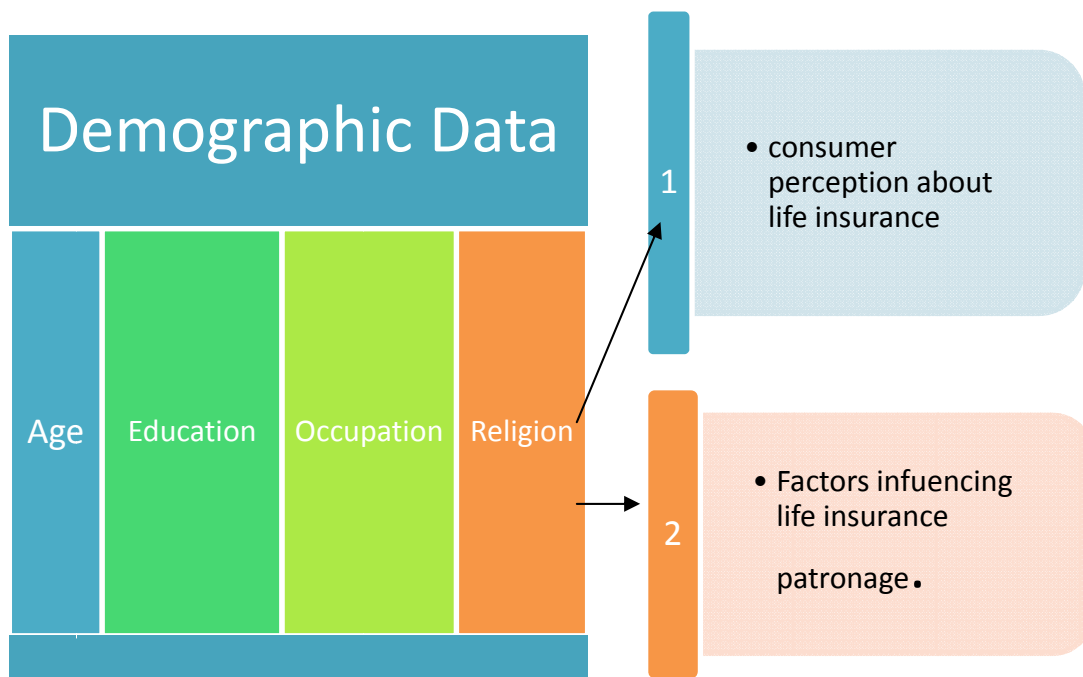 Demographic Data
Age
Education
Occupation
Religion
1
• consumer
perception about
life insurance
2
• Factors infuencing
life insurance
patronage.